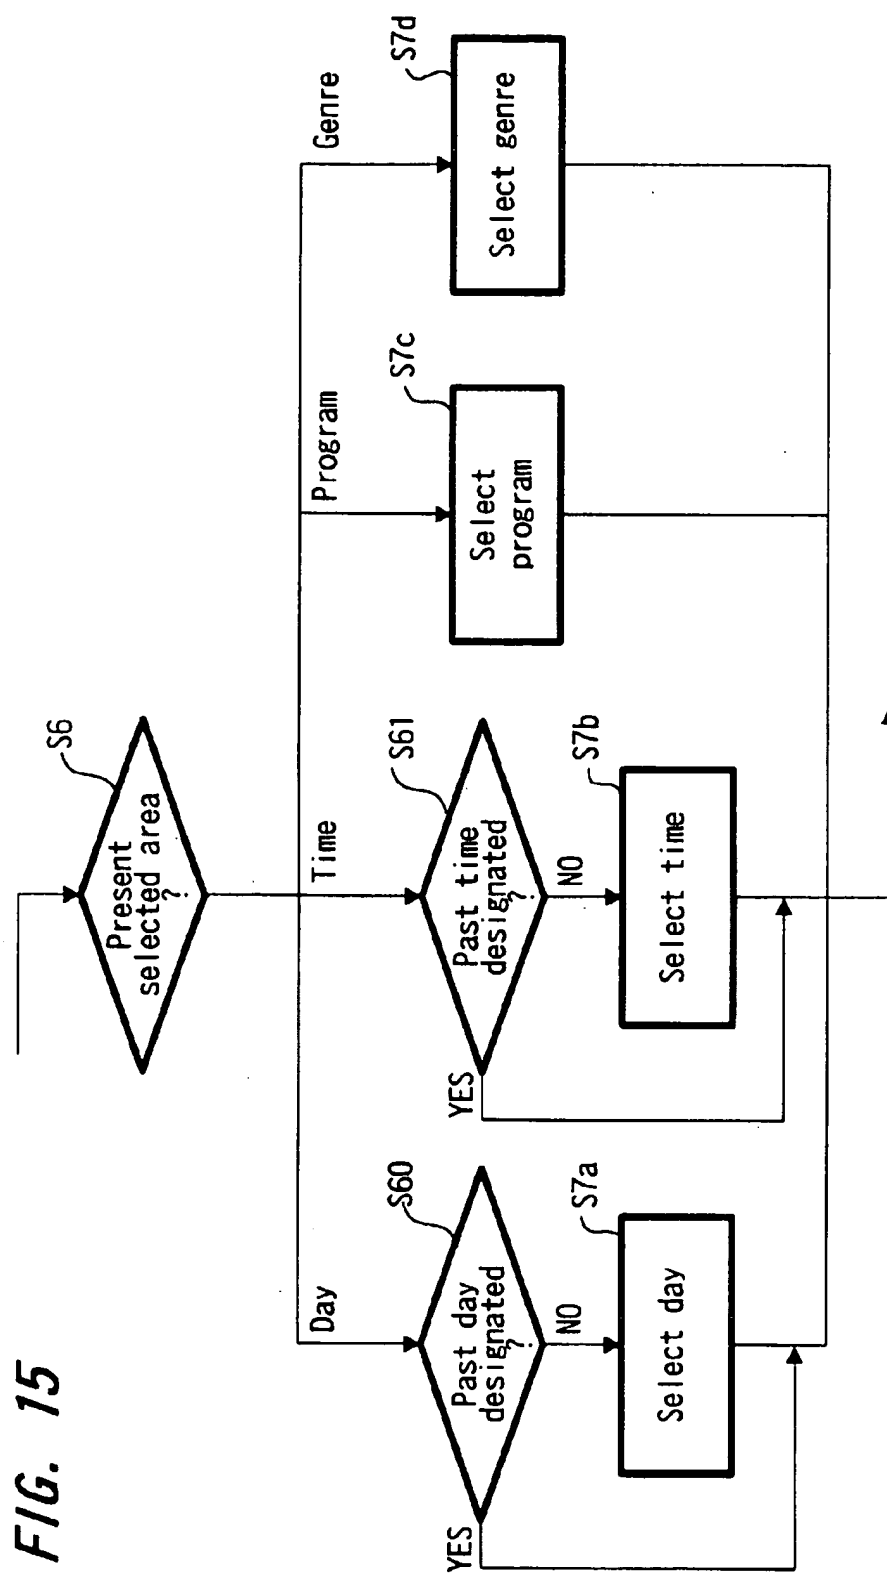 FIG. 15
S6
Present
selected area
?
Day
Time
Program
Genre
S60
Past day
designated
?
YES
NO
S7a
Select day
S61
Past time
designated
?
YES
NO
S7b
Select time
S7c
Select
program
S7d
Select genre